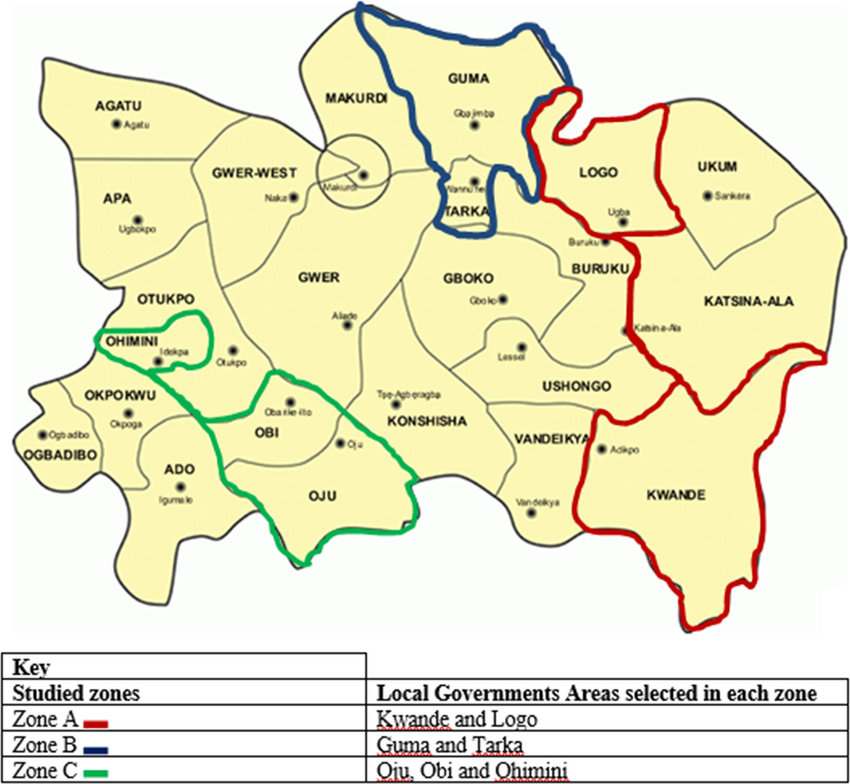 GUMA
MAKURDI
Gbajimba
AGATU
Agatu
GWER-WEST
Makurdi
LOGO
UKUM
Sankera
Naka
APA
Ugbokpo
TARKA
Ugba
Buruku
BURUKU
GWER
GBOKO
Gboko
KATSINA-ALA
Katsina-Ala
OTUKPO
Aliade
OHIMINI
Idekpa
Otukpo
Lessel
USHONGO
OKPOKWU
Okpoga
Tse-Agberagba
KONSHISHA
Obarike-Ito
OBI
Oju
VANDEIKYA
Adikpo
Ogbadibo
OGBADIBO
ADO
Igumale
OJU
KWANDE
Vandeikya
Key
Studied zones Local Governments Areas selected in each zone
Zone A Kwande and Logo
Zone B Guma and Tarka
Zone C Oju, Obi and Ohimini